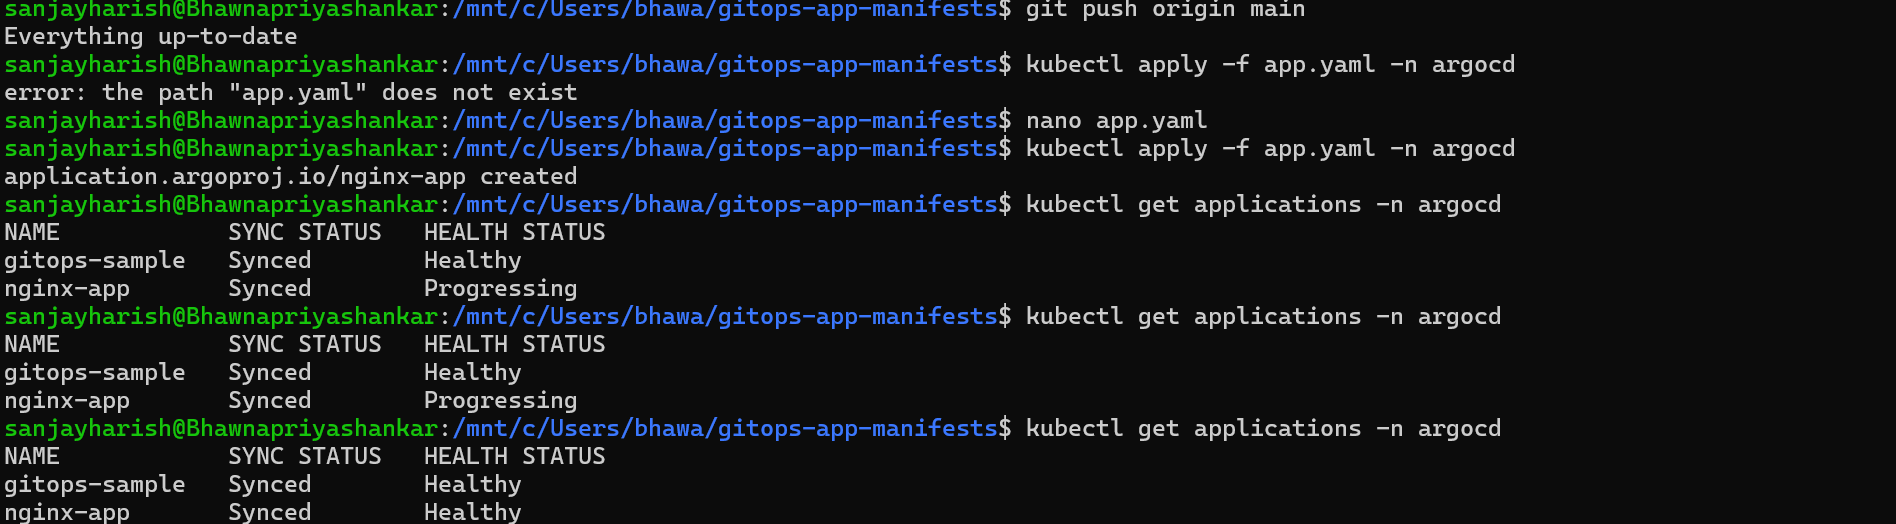 sanjayharish@Bhawnapriyashankar:/mnt/c/Users/bhawa/gitops-app-manifests$ git push origin main
Everything up-to-date
sanjayharish@Bhawnapriyashankar:/mnt/c/Users/bhawa/gitops-app-manifests$ kubectl apply -f app.yaml -n argocd
error: the path "app.yaml" does not exist
sanjayharish@Bhawnapriyashankar:/mnt/c/Users/bhawa/gitops-app-manifests$ nano app.yaml
sanjayharish@Bhawnapriyashankar:/mnt/c/Users/bhawa/gitops-app-manifests$ kubectl apply -f app.yaml -n argocd
application.argoproj.io/nginx-app created
sanjayharish@Bhawnapriyashankar:/mnt/c/Users/bhawa/gitops-app-manifests$ kubectl get applications -n argocd
NAME            SYNC STATUS   HEALTH STATUS
gitops-sample   Synced        Healthy
nginx-app       Synced        Progressing
sanjayharish@Bhawnapriyashankar:/mnt/c/Users/bhawa/gitops-app-manifests$ kubectl get applications -n argocd
NAME            SYNC STATUS   HEALTH STATUS
gitops-sample   Synced        Healthy
nginx-app       Synced        Progressing
sanjayharish@Bhawnapriyashankar:/mnt/c/Users/bhawa/gitops-app-manifests$ kubectl get applications -n argocd
NAME            SYNC STATUS   HEALTH STATUS
gitops-sample   Synced        Healthy
nginx-app       Synced        Healthy